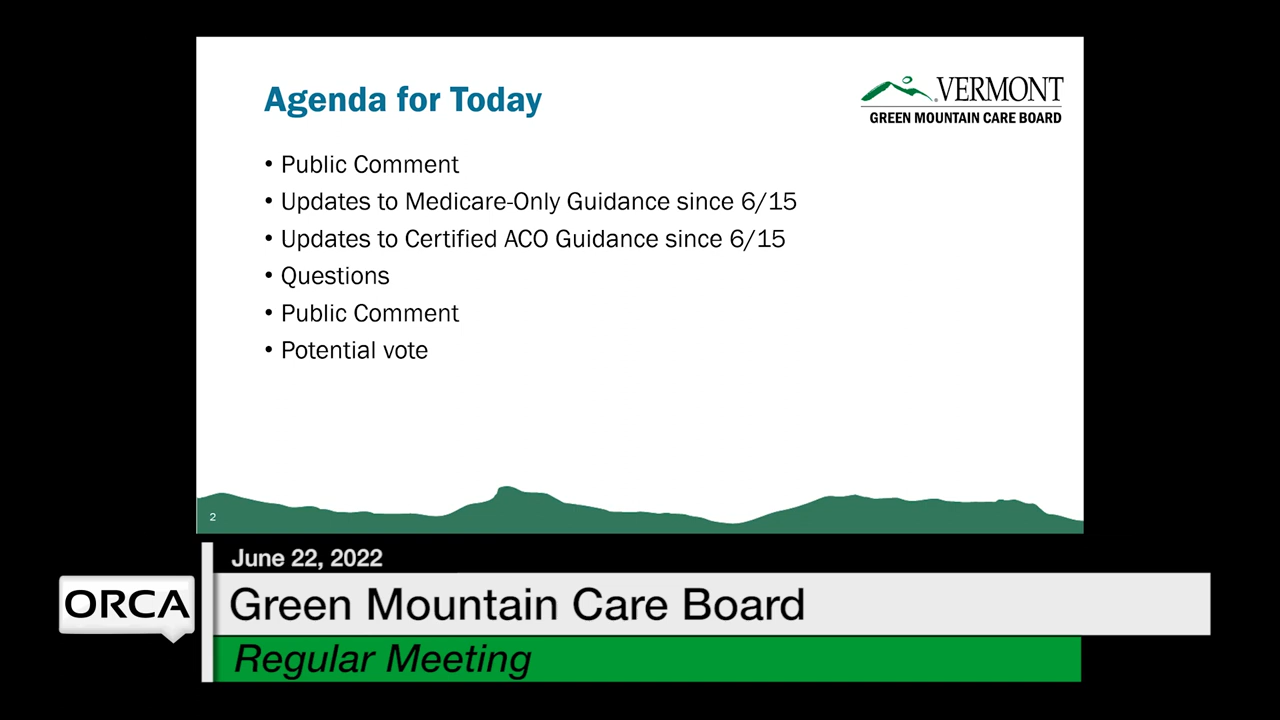 Agenda for Today
VERMONT
GREEN MOUNTAIN CARE BOARD
• Public Comment
• Updates to Medicare-Only Guidance since 6/15
• Updates to Certified ACO Guidance since 6/15
• Questions
• Public Comment
• Potential vote
2
June 22, 2022
ORCA
Green Mountain Care Board
Regular Meeting